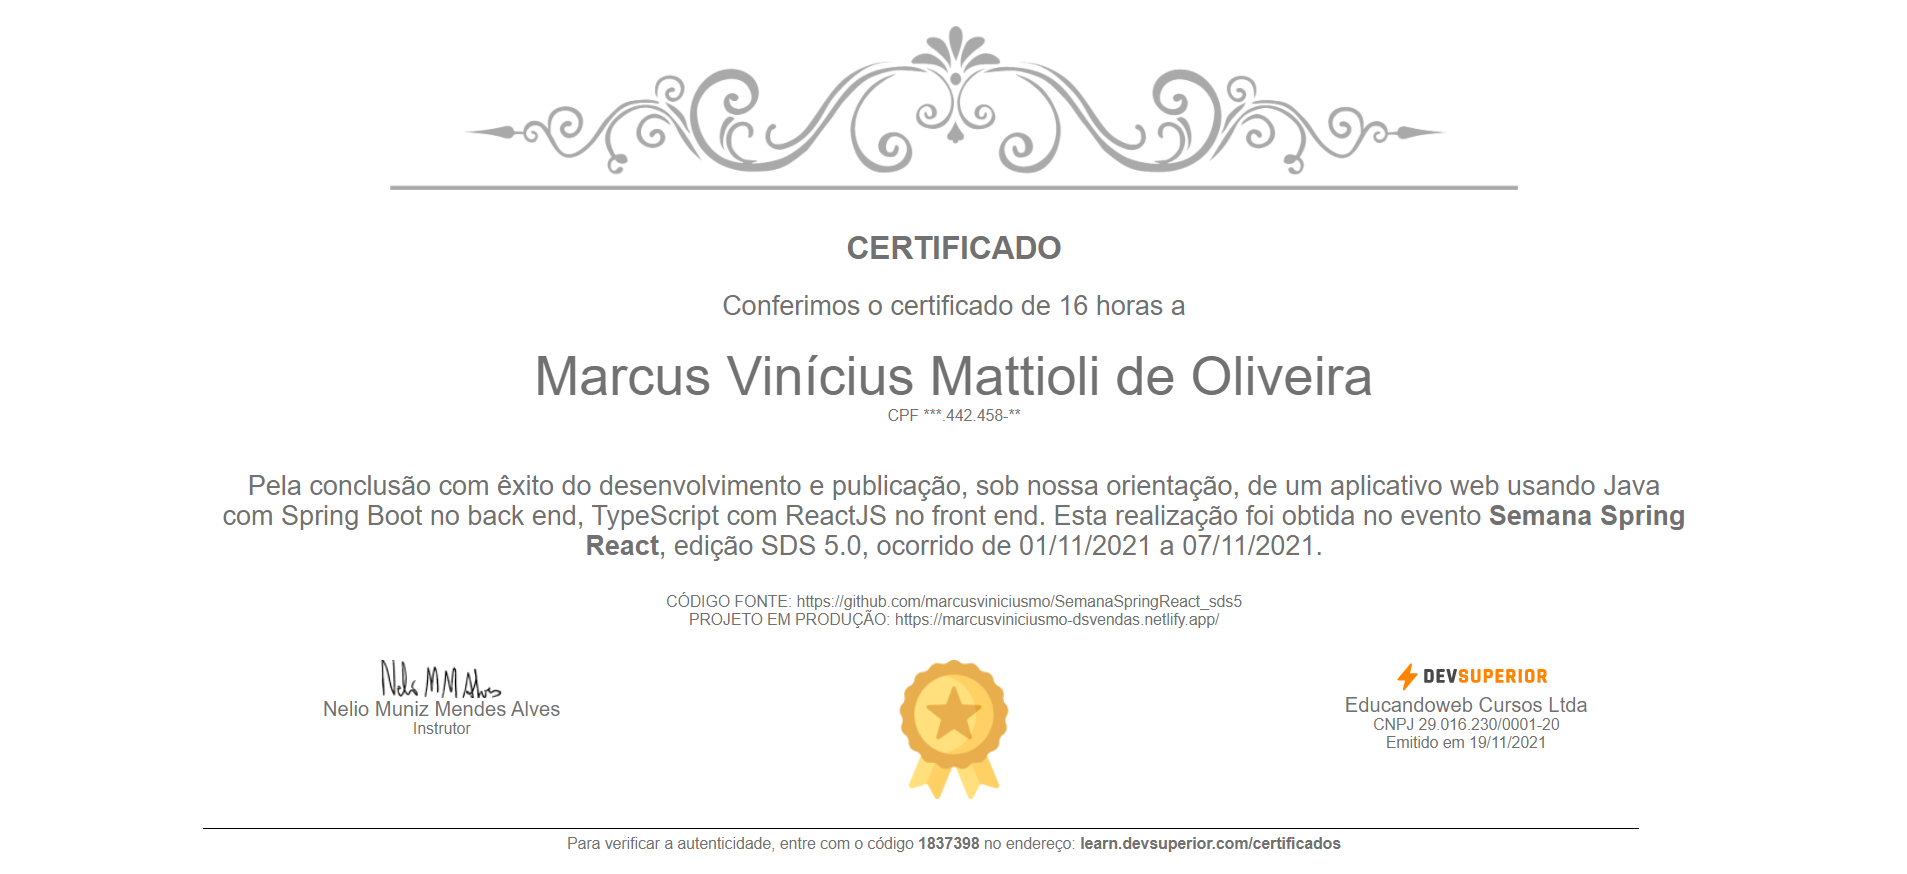 CERTIFICADO
Conferimos o certificado de 16 horas a
Marcus Vinícius Mattioli de Oliveira
CPF ***.442.458-**
Pela conclusão com êxito do desenvolvimento e publicação, sob nossa orientação, de um aplicativo web usando Java
com Spring Boot no back end, TypeScript com ReactJS no front end. Esta realização foi obtida no evento Semana Spring
React, edição SDS 5.0, ocorrido de 01/11/2021 a 07/11/2021.
CÓDIGO FONTE: https://github.com/marcusviniciusmo/SemanaSpringReact_sds5
PROJETO EM PRODUÇÃO: https://marcusviniciusmo-dsvendas.netlify.app/
Nelio M M Alves
Nelio Muniz Mendes Alves
Instrutor
DEVSUPERIOR
Educandoweb Cursos Ltda
CNPJ 29.016.230/0001-20
Emitido em 19/11/2021
Para verificar a autenticidade, entre com o código 1837398 no endereço: learn.devsuperior.com/certificados